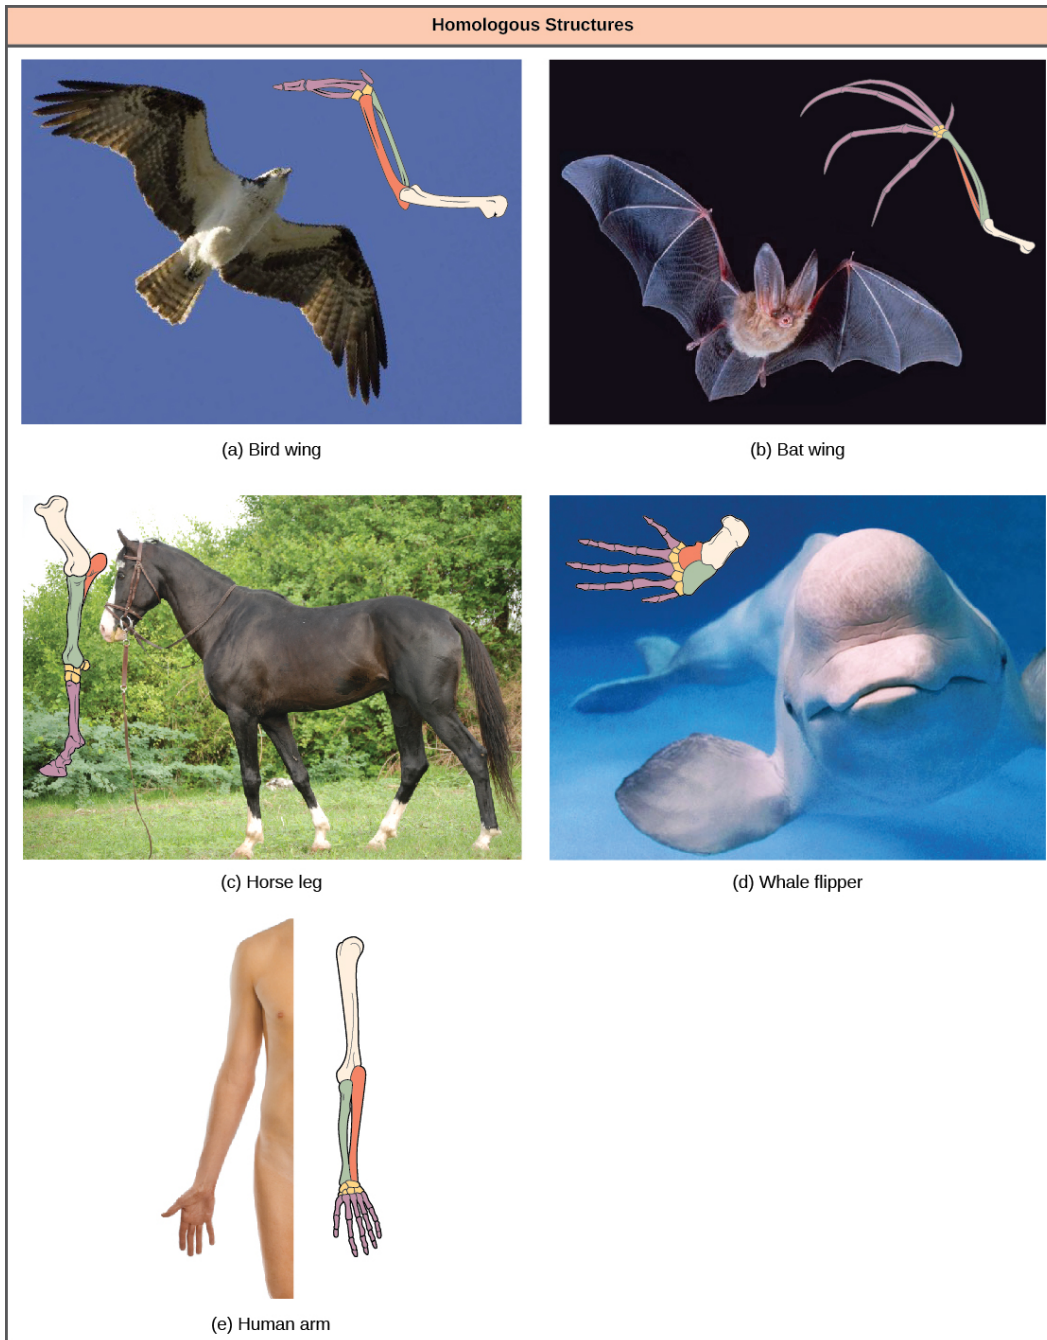 Homologous Structures
(a) Bird wing
(b) Bat wing
(c) Horse leg
(d) Whale flipper
(e) Human arm